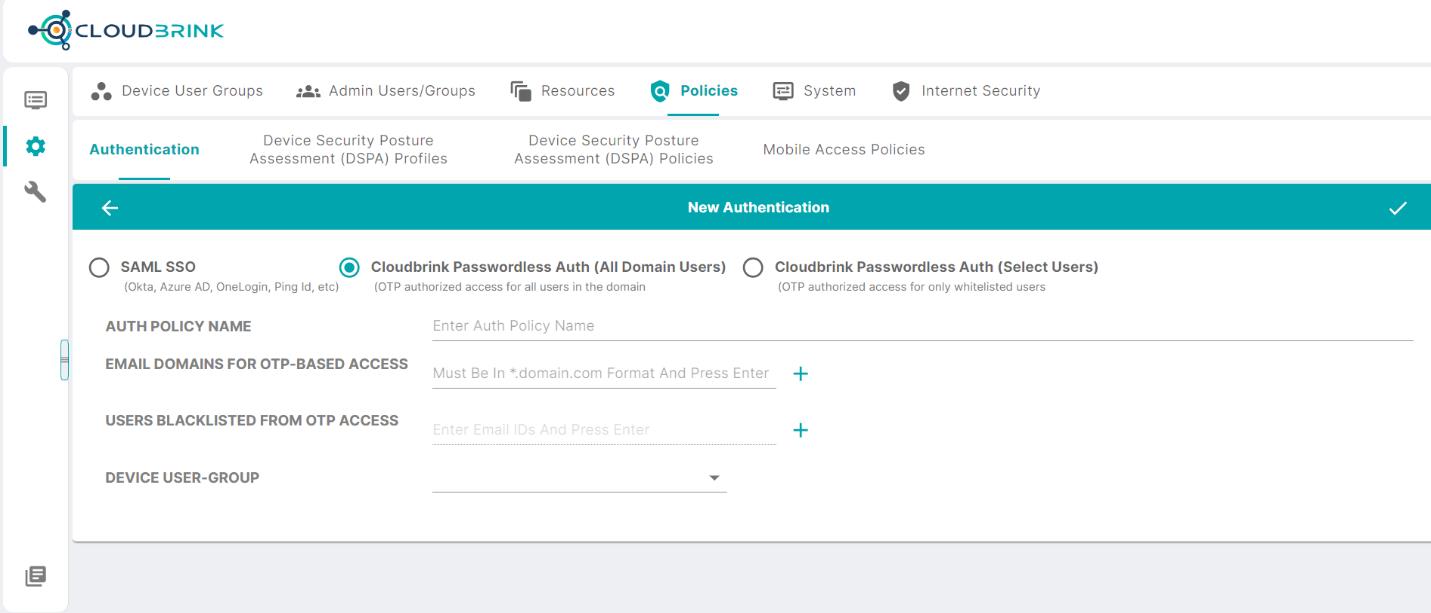 CLOUDBRINK
Device User Groups
Admin Users/Groups
Resources
Policies
System
Internet Security
Authentication
Device Security Posture
Assessment (DSPA) Profiles
Device Security Posture
Assessment (DSPA) Policies
Mobile Access Policies
New Authentication
SAML SSO
(Okta, Azure AD, OneLogin, Ping Id, etc)
Cloudbrink Passwordless Auth (All Domain Users)
(OTP authorized access for all users in the domain
Cloudbrink Passwordless Auth (Select Users)
(OTP authorized access for only whitelisted users
AUTH POLICY NAME
Enter Auth Policy Name
EMAIL DOMAINS FOR OTP-BASED ACCESS
Must Be In *.domain.com Format And Press Enter
USERS BLACKLISTED FROM OTP ACCESS
Enter Email IDs And Press Enter
DEVICE USER-GROUP